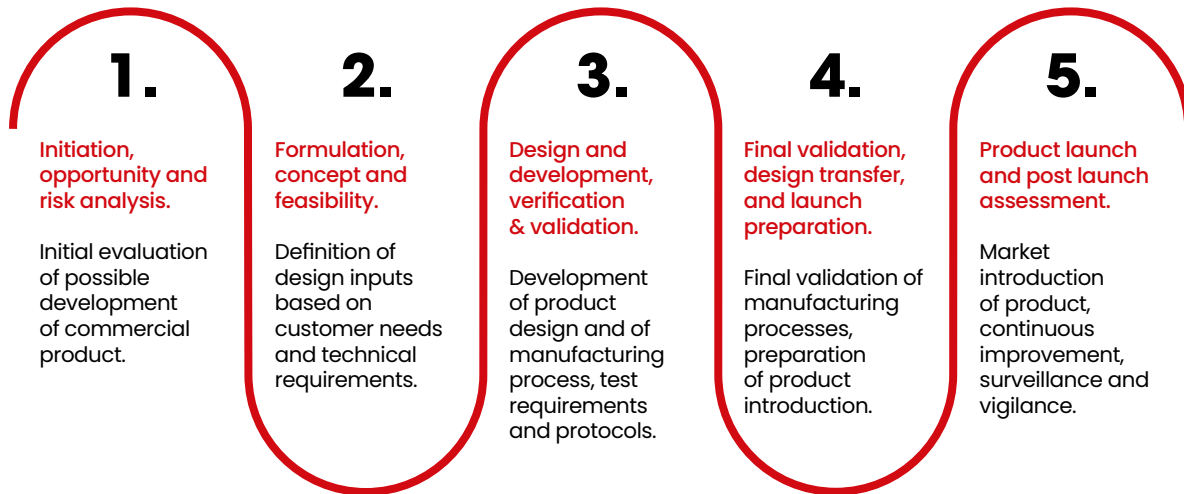 1.
Initiation,
opportunity and
risk analysis.
Initial evaluation
of possible
development
of commercial
product.
2.
Formulation,
concept and
feasibility.
Definition of
design inputs
based on
customer needs
and technical
requirements.
3.
Design and
development,
verification
& validation.
Development
of product
design and of
manufacturing
process, test
requirements
and protocols.
4.
Final validation,
design transfer,
and launch
preparation.
Final validation of
manufacturing
processes,
preparation
of product
introduction.
5.
Product launch
and post launch
assessment.
Market
introduction
of product,
continuous
improvement,
surveillance and
vigilance.